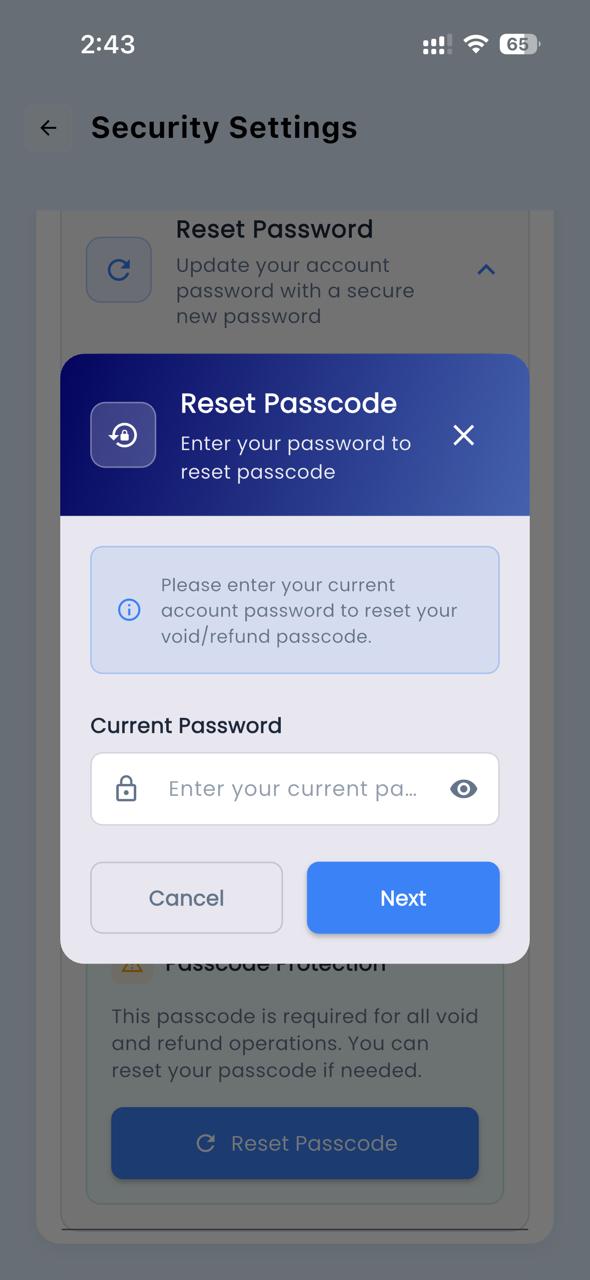 2:43
65
Security Settings
Reset Password
Update your account
password with a secure
new password
Reset Passcode
Enter your password to
reset passcode
Please enter your current
account password to reset your
void/refund passcode.
Current Password
Enter your current pa...
Cancel
Next
Passcode Protection
This passcode is required for all void
and refund operations. You can
reset your passcode if needed.
Reset Passcode